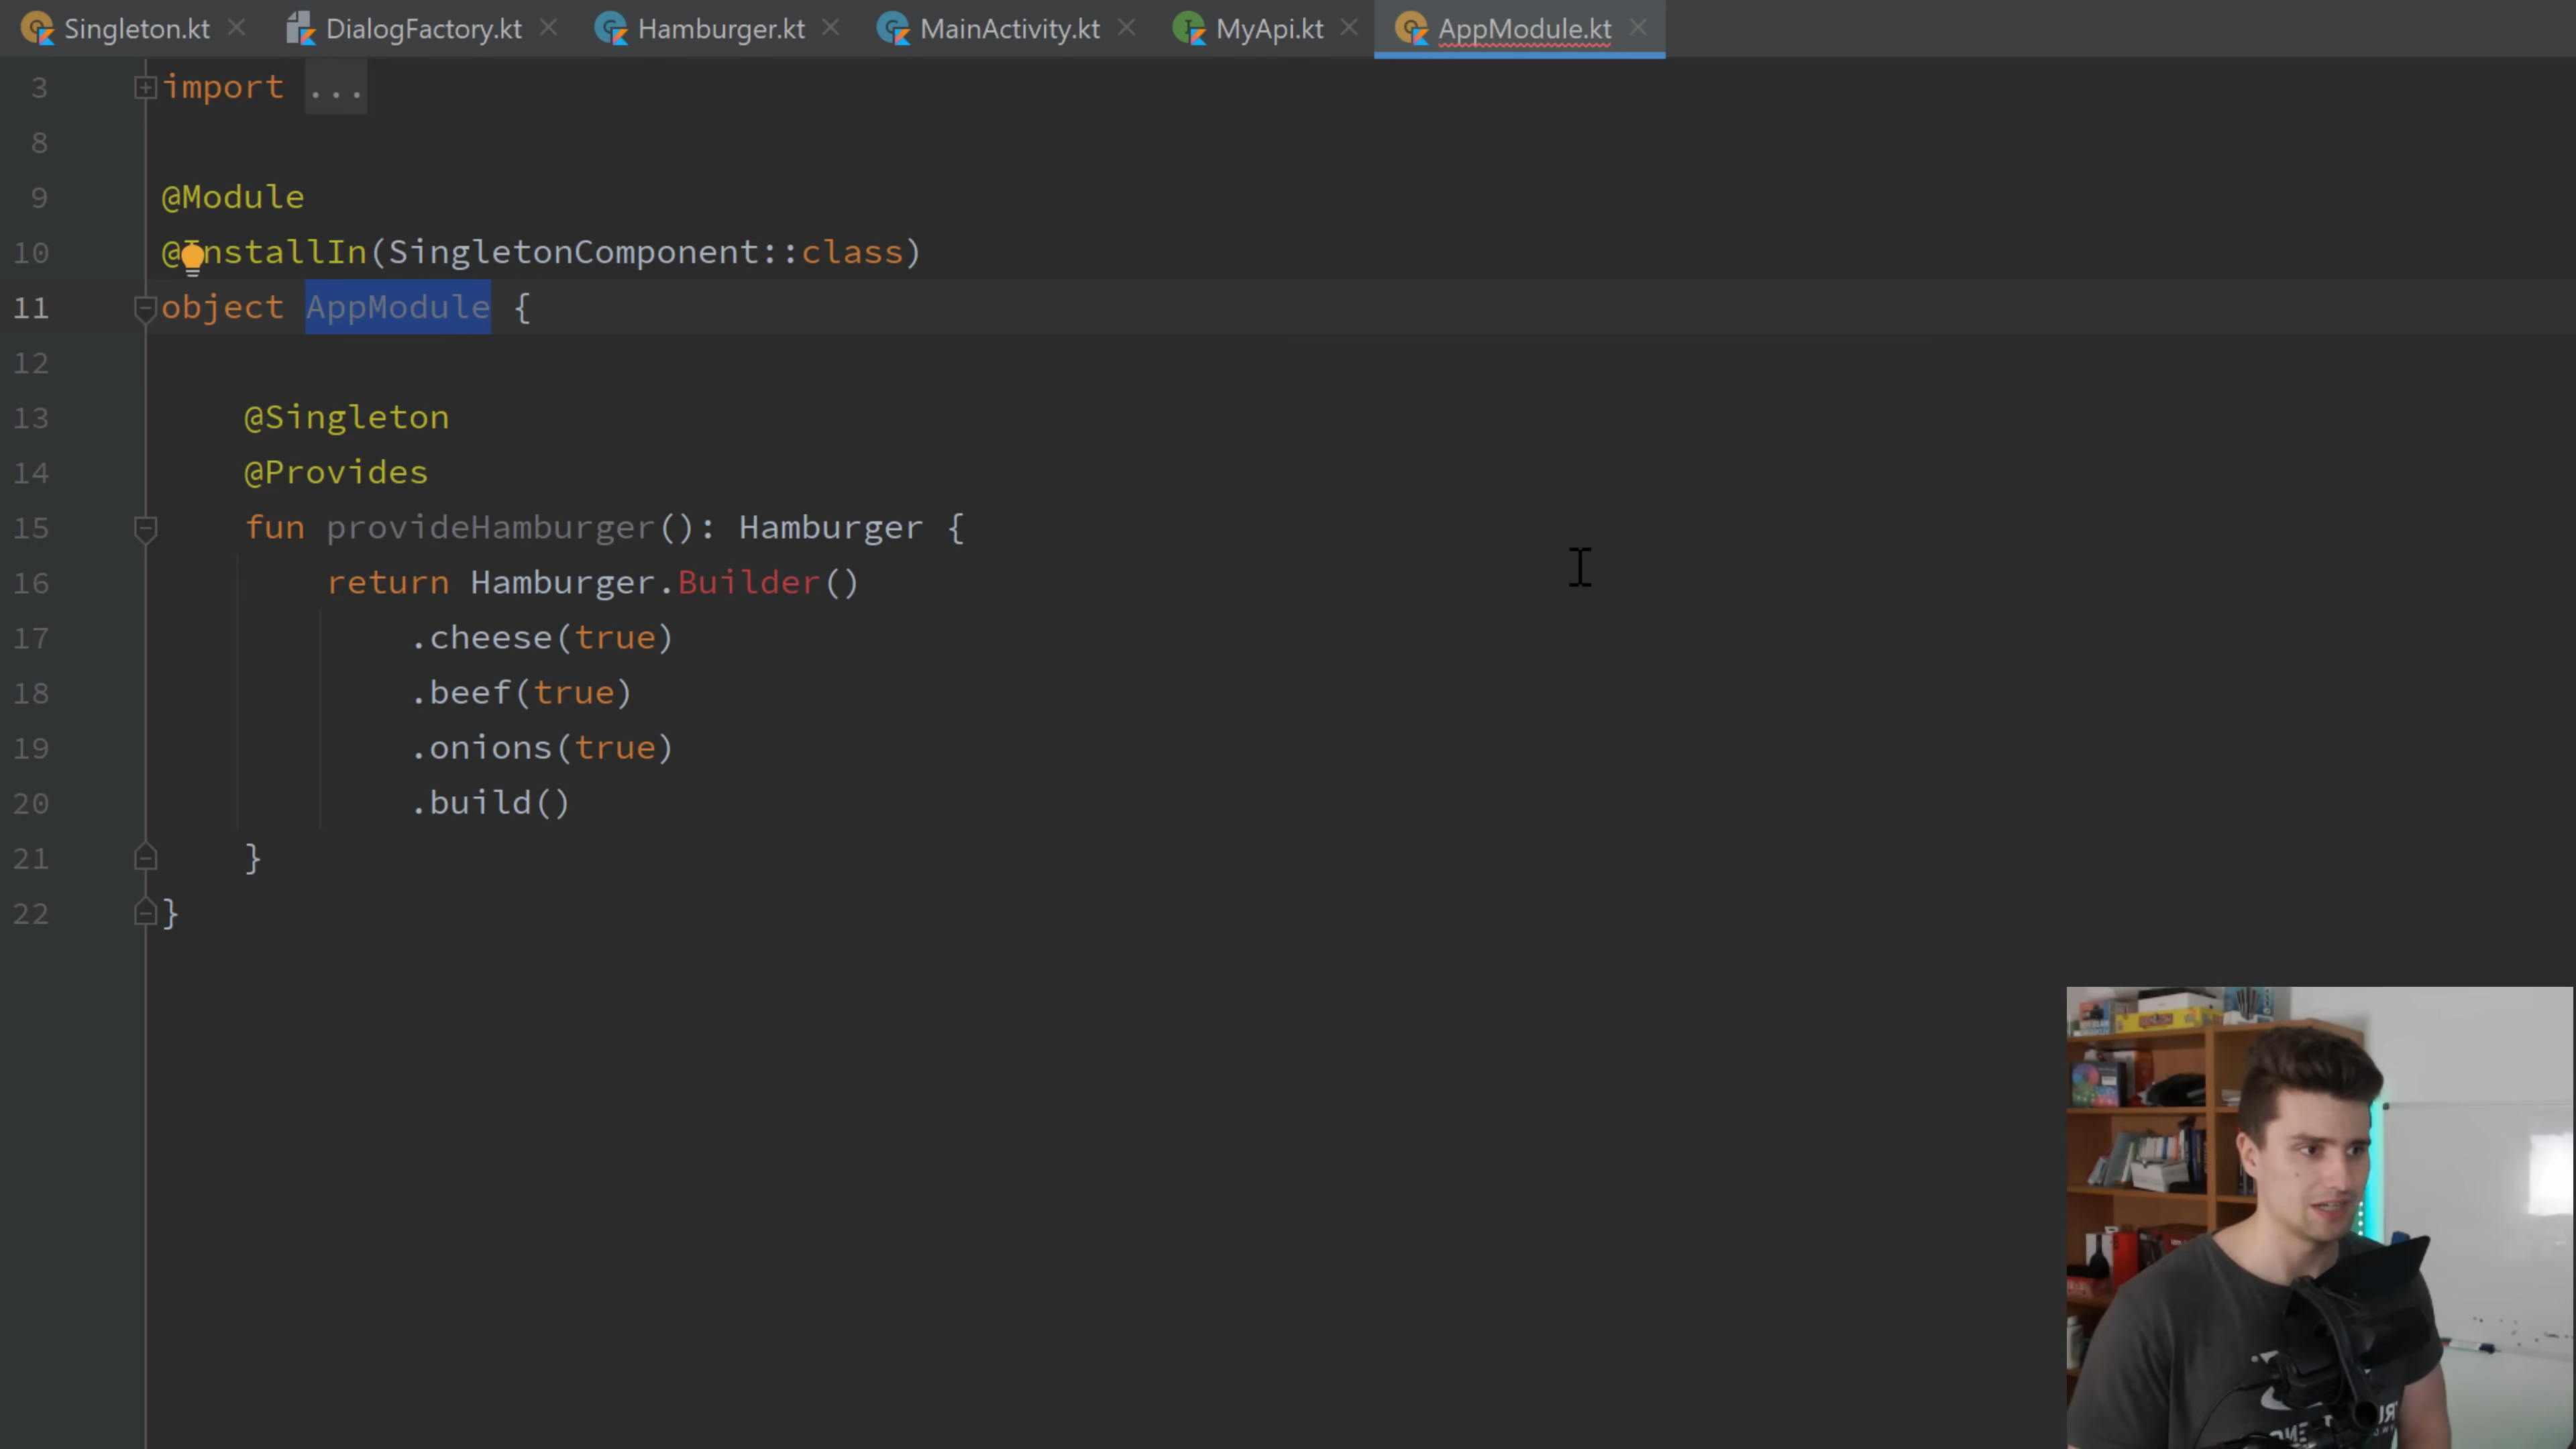 Singleton.kt DialogFactory.kt Hamburger.kt MainActivity.kt MyApi.kt AppModule.kt
3 import ...
8
9 @Module
10 @InstallIn(SingletonComponent::class)
11 object AppModule {
12
13 @Singleton
14 @Provides
15 fun provideHamburger(): Hamburger {
16 return Hamburger.Builder()
17 .cheese(true)
18 .beef(true)
19 .onions(true)
20 .build()
21 }
22 }